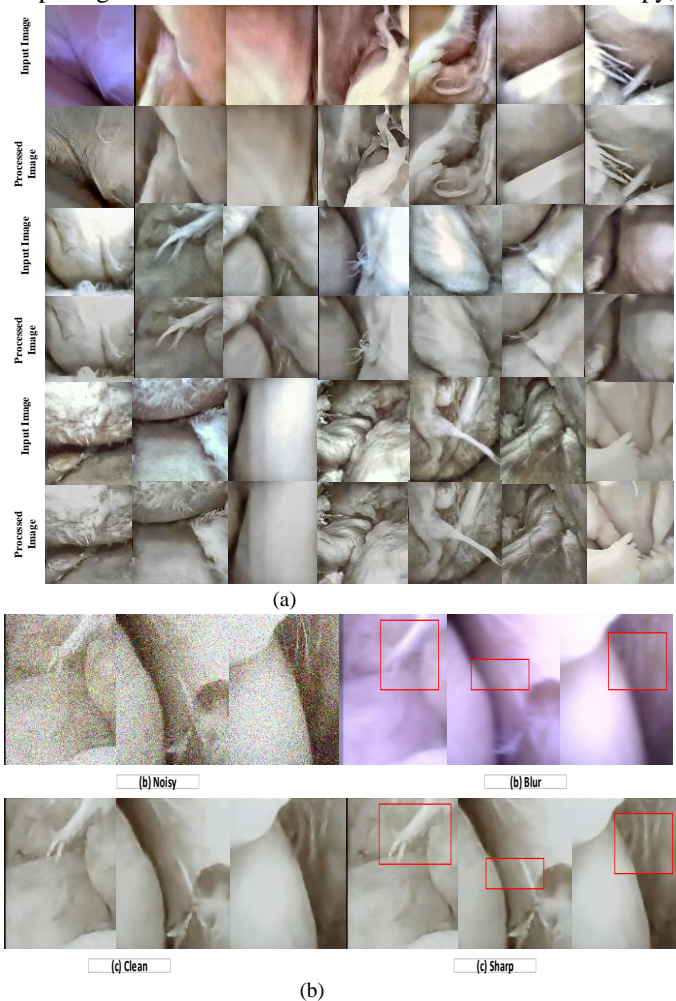 Input Image
Processed
Image
Input Image
Processed
Image
Input Image
Processed
Image
(a)
(b) Noisy
(b) Blur
(c) Clean
(c) Sharp
(b)